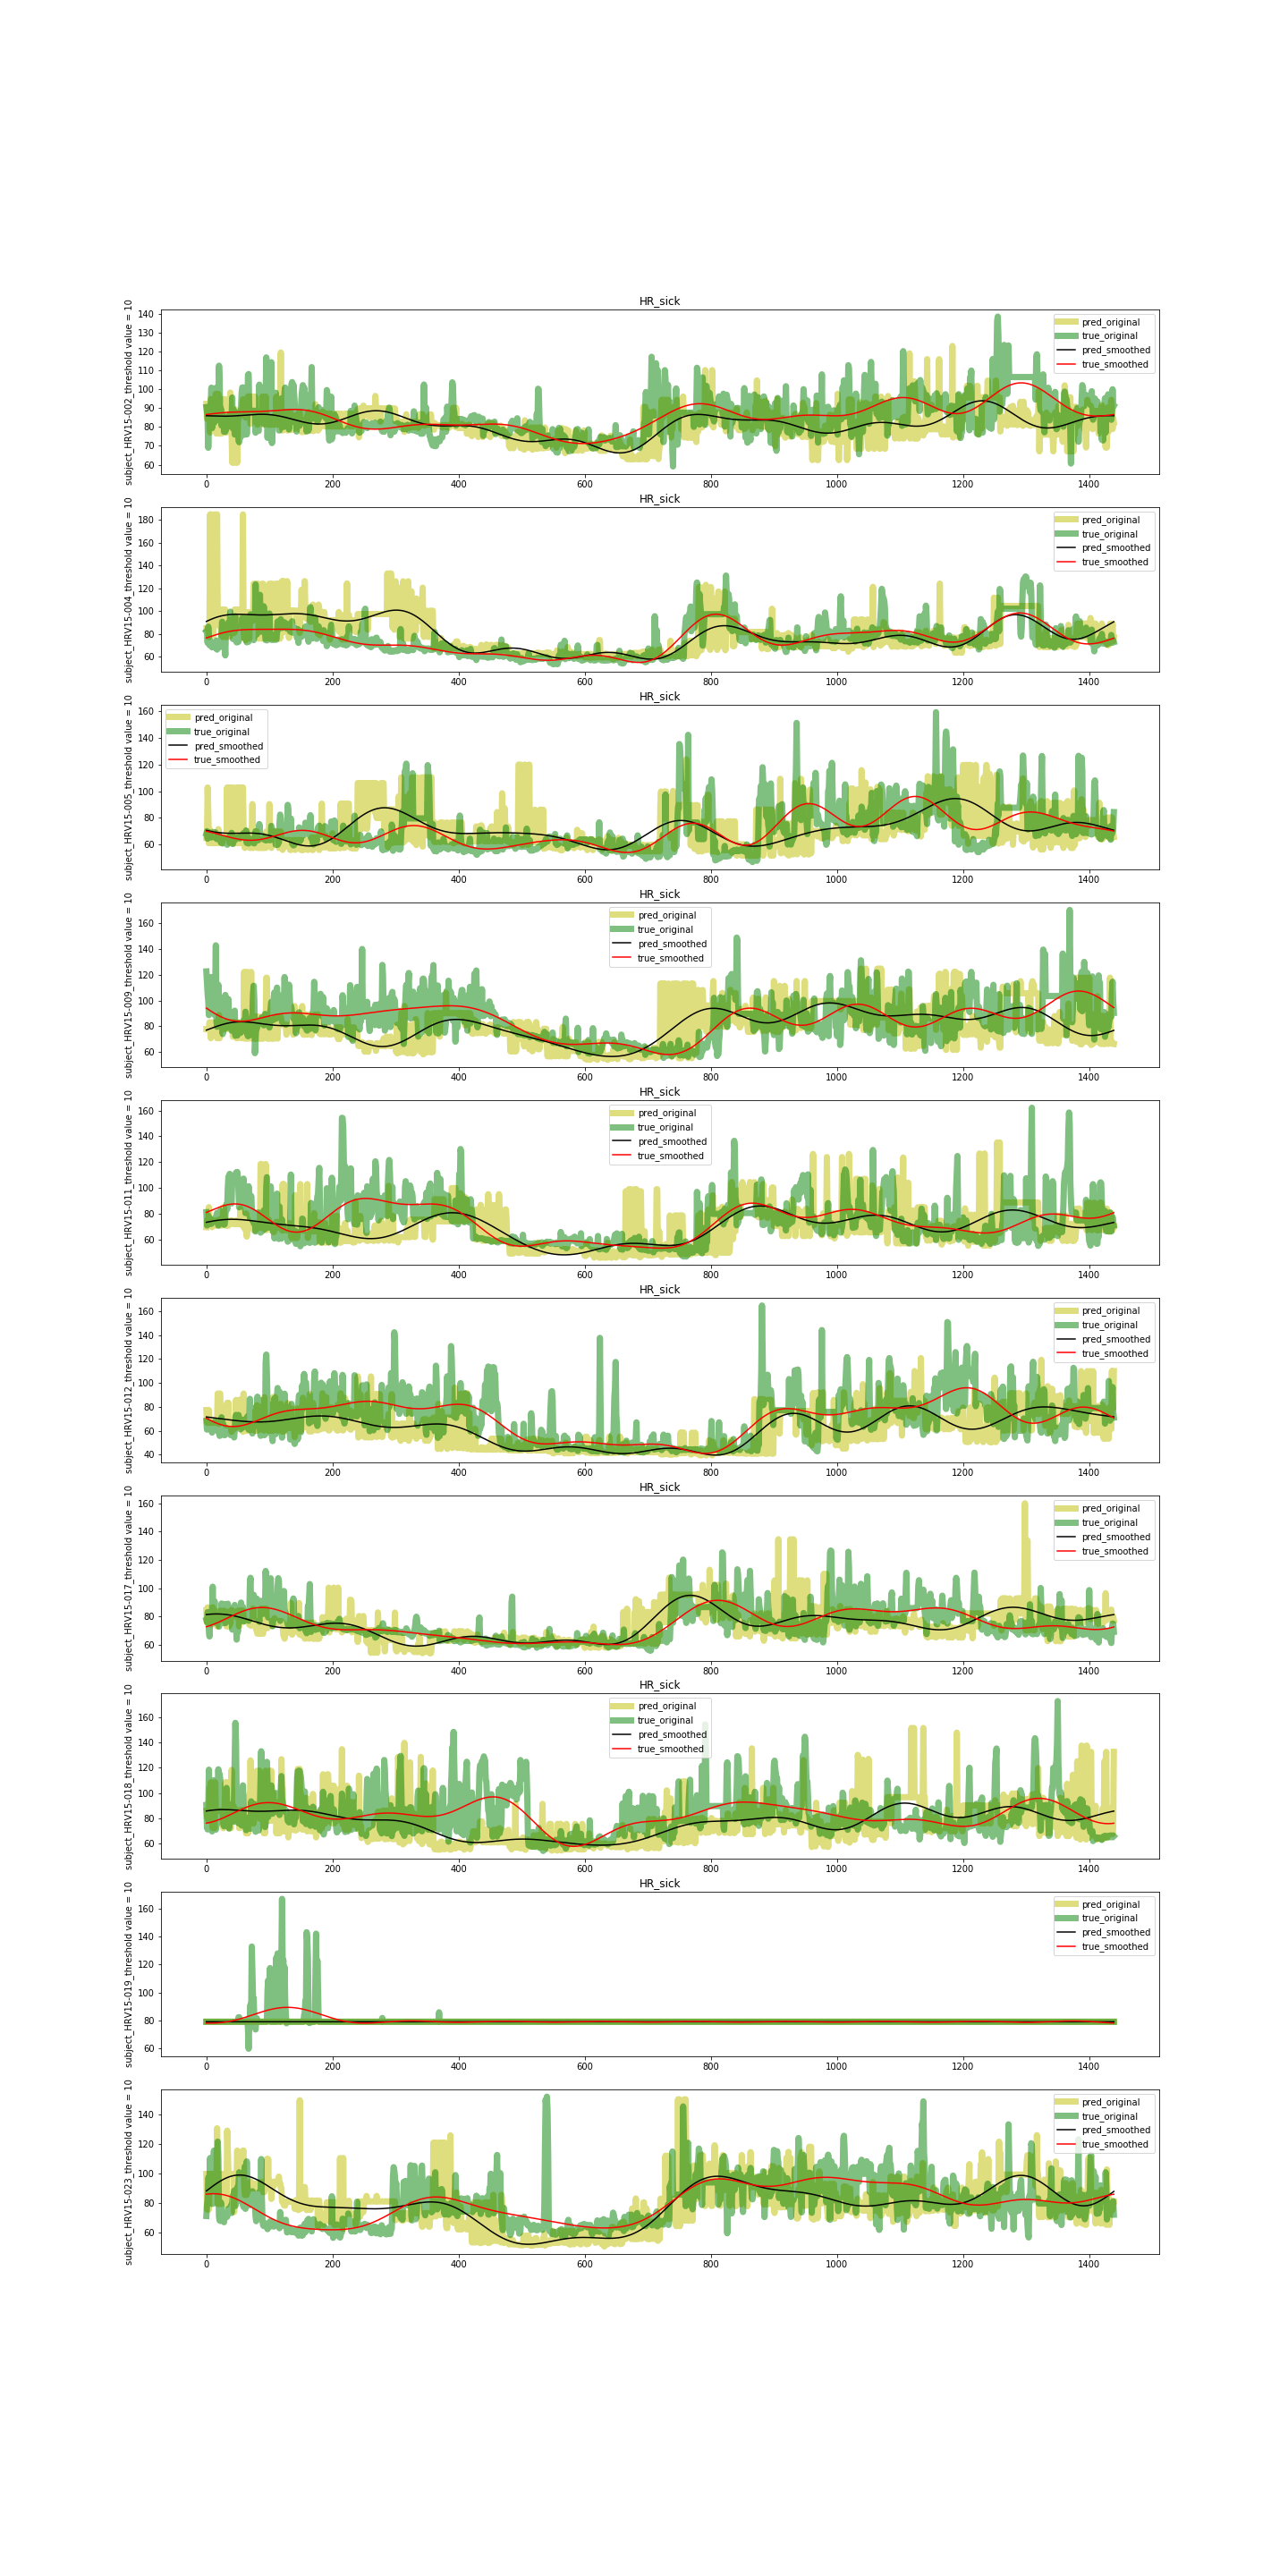 HR_sick
subject_HRV15-002_threshold value = 10
140
130
120
110
100
90
80
70
60
pred_original
true_original
pred_smoothed
true_smoothed
0 200 400 600 800 1000 1200 1400
HR_sick
subject_HRV15-004_threshold value = 10
180
160
140
120
100
80
60
pred_original
true_original
pred_smoothed
true_smoothed
0 200 400 600 800 1000 1200 1400
HR_sick
subject_HRV15-005_threshold value = 10
160
140
120
100
80
60
pred_original
true_original
pred_smoothed
true_smoothed
0 200 400 600 800 1000 1200 1400
HR_sick
subject_HRV15-009_threshold value = 10
160
140
120
100
80
60
pred_original
true_original
pred_smoothed
true_smoothed
0 200 400 600 800 1000 1200 1400
HR_sick
subject_HRV15-011_threshold value = 10
160
140
120
100
80
60
pred_original
true_original
pred_smoothed
true_smoothed
0 200 400 600 800 1000 1200 1400
HR_sick
subject_HRV15-012_threshold value = 10
160
140
120
100
80
60
40
pred_original
true_original
pred_smoothed
true_smoothed
0 200 400 600 800 1000 1200 1400
HR_sick
subject_HRV15-017_threshold value = 10
160
140
120
100
80
60
pred_original
true_original
pred_smoothed
true_smoothed
0 200 400 600 800 1000 1200 1400
HR_sick
subject_HRV15-018_threshold value = 10
160
140
120
100
80
60
pred_original
true_original
pred_smoothed
true_smoothed
0 200 400 600 800 1000 1200 1400
HR_sick
subject_HRV15-019_threshold value = 10
160
140
120
100
80
60
pred_original
true_original
pred_smoothed
true_smoothed
0 200 400 600 800 1000 1200 1400
subject_HRV15-023_threshold value = 10
140
120
100
80
60
pred_original
true_original
pred_smoothed
true_smoothed
0 200 400 600 800 1000 1200 1400